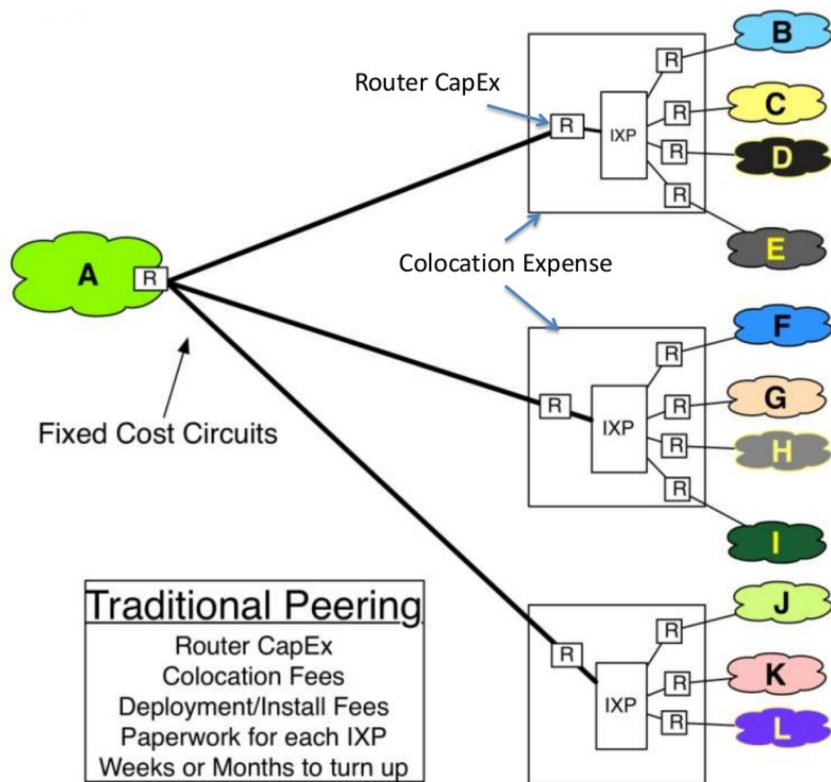 B
R
Router CapEx
R
C
R
IXP
R
D
R
E
A
R
Colocation Expense
F
R
G
R
R
Fixed Cost Circuits
IXP
R
H
R
I
J
Traditional Peering
R
Router CapEx
R
K
Colocation Fees
R
Deployment/Install Fees
IXP
R
L
Paperwork for each IXP
Weeks or Months to turn up